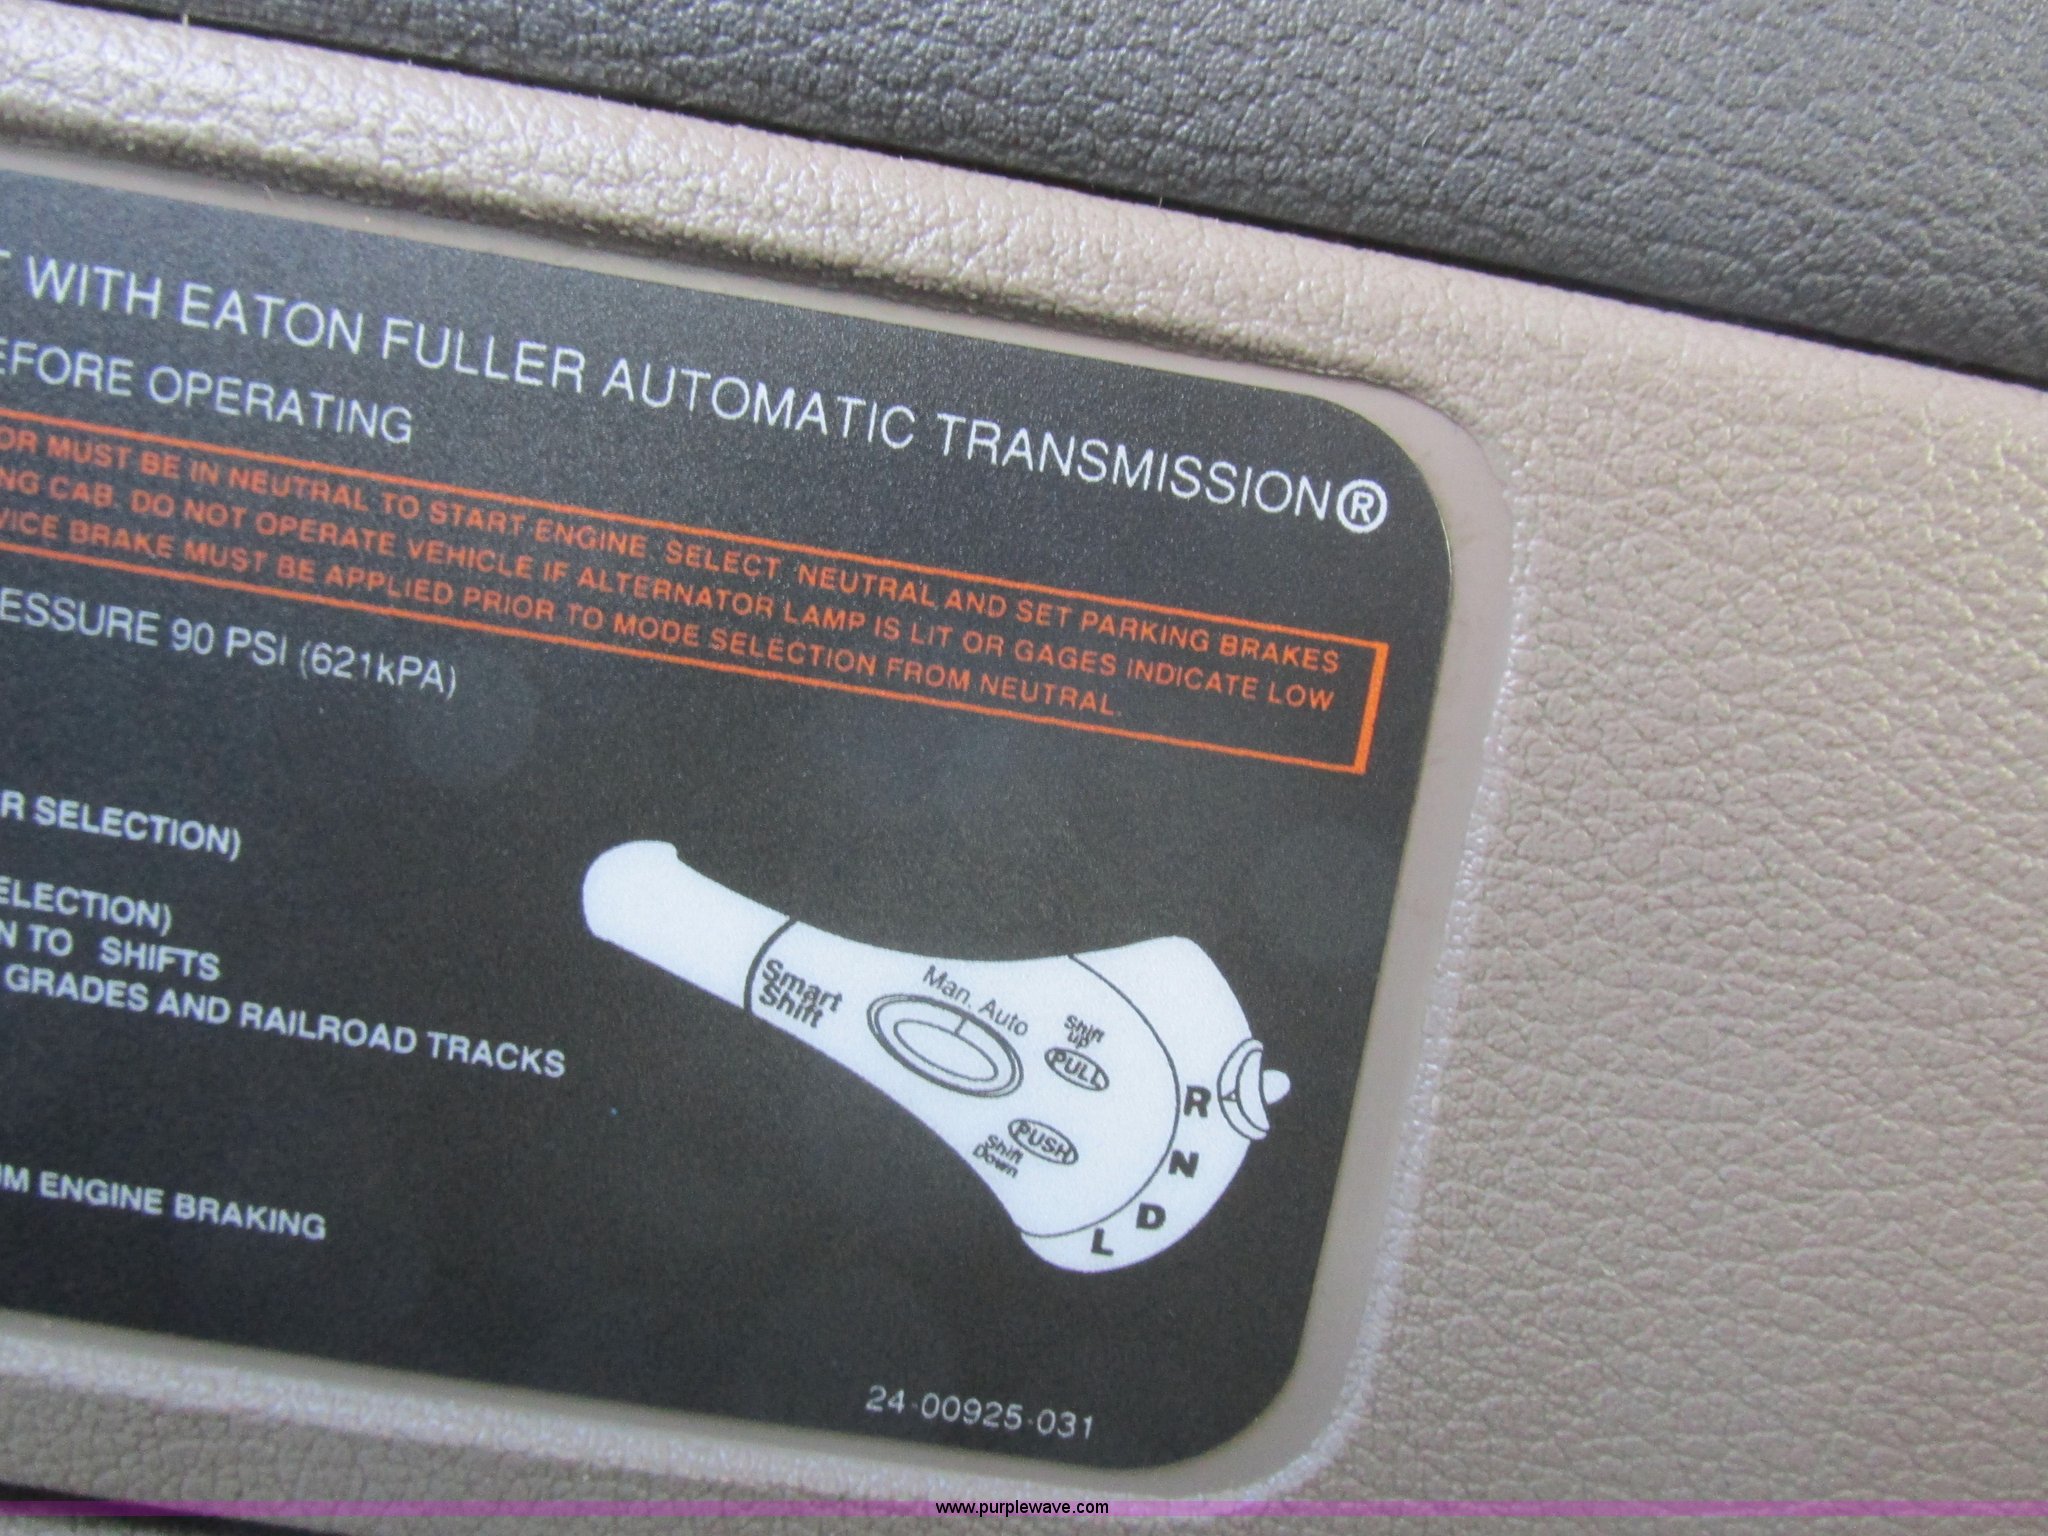 T WITH EATON FULLER AUTOMATIC TRANSMISSION®
EFORE OPERATING
OR MUST BE IN NEUTRAL TO START ENGINE. SELECT NEUTRAL AND SET PARKING BRAKES
NG CAB. DO NOT OPERATE VEHICLE IF ALTERNATOR LAMP IS LIT OR GAGES INDICATE LOW
VICE BRAKE MUST BE APPLIED PRIOR TO MODE SELECTION FROM NEUTRAL.
ESSURE 90 PSI (621kPA)
R SELECTION)
ELECTION)
N TO SHIFTS
GRADES AND RAILROAD TRACKS
UM ENGINE BRAKING
Smart
Shift
Man. Auto
Shift
up
PULL
PUSH
Shift
Down
R
N
D
L
24-00925-031
www.purplewave.com